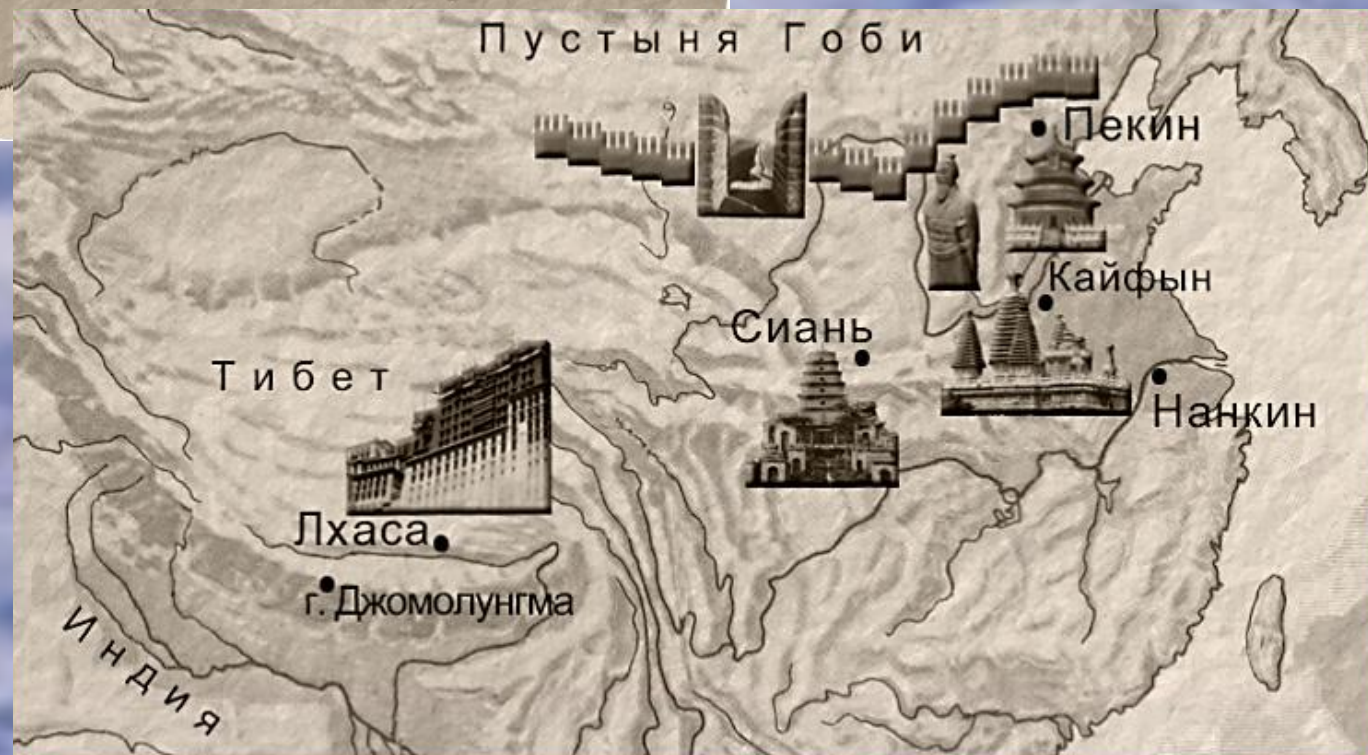 Пустыня Гоби
Пекин
Кайфын
Сиань
Тибет
Нанкин
Лхаса
г. Джомолунгма
Индия